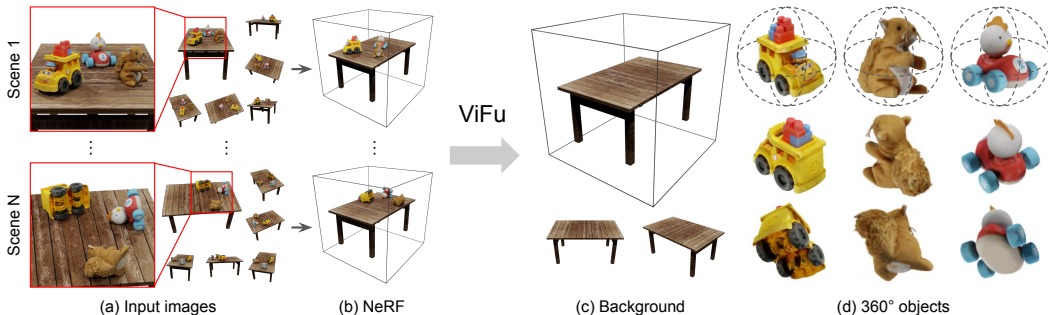 Scene 1
Scene N
ViFu
(a) Input images
(b) NeRF
(c) Background
(d) 360° objects